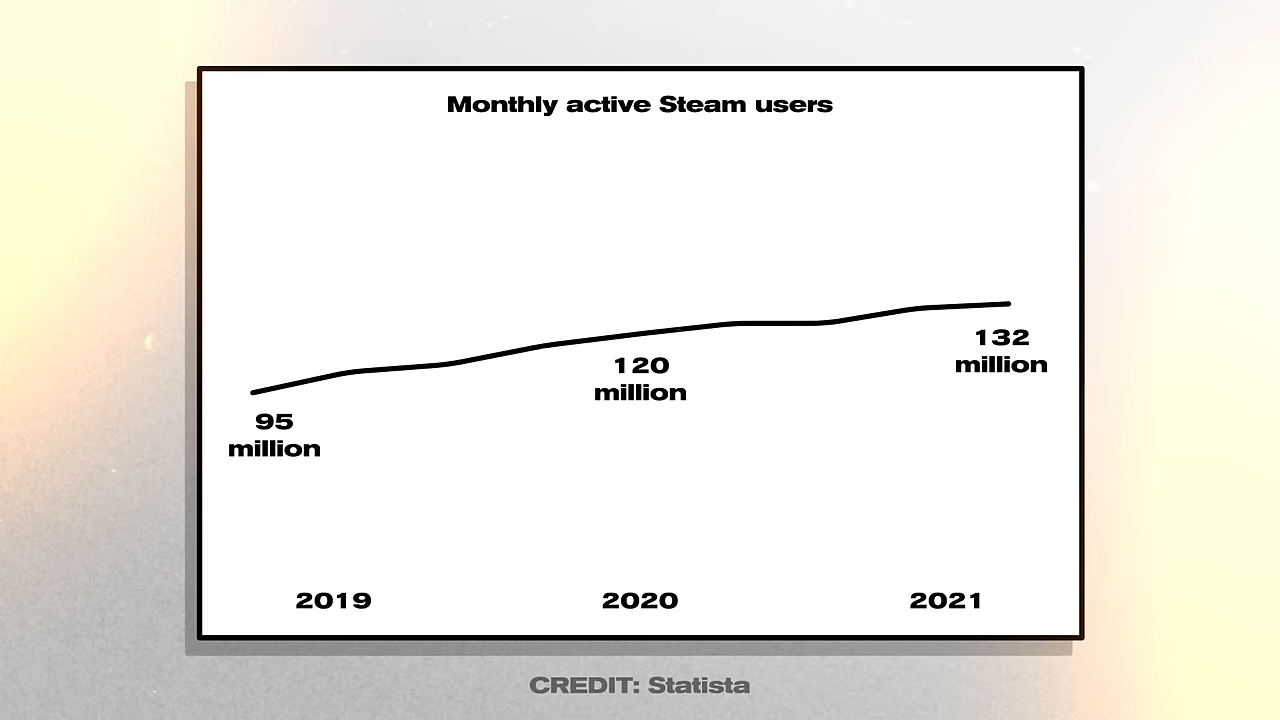 Monthly active Steam users
132
million
120
million
95
million
2019 2020 2021
CREDIT: Statista